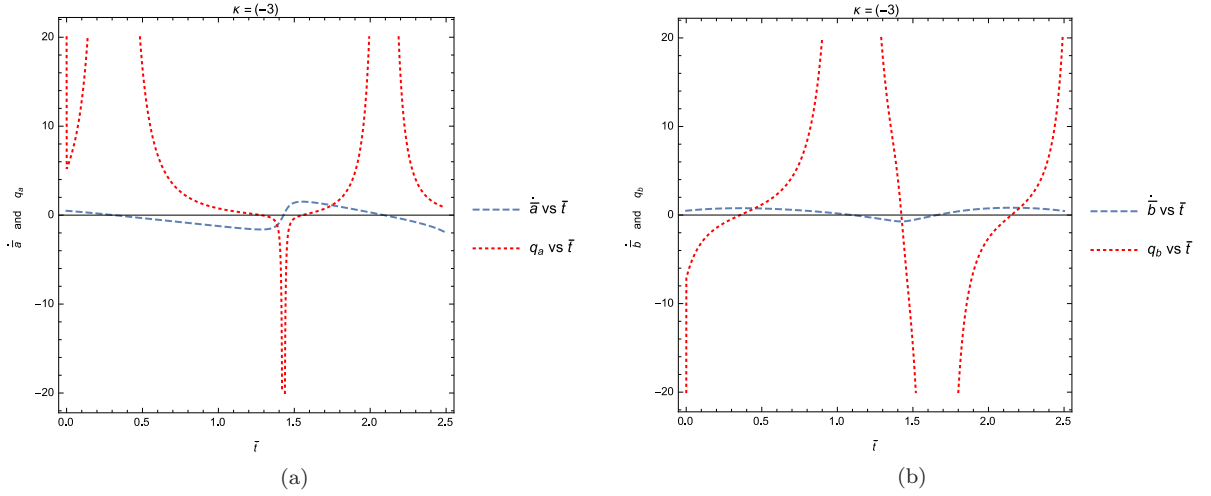 κ = (-3)
20
10
0
-10
-20
0.0 0.5 1.0 1.5 2.0 2.5
ǡ and qₐ
t̄
ǡ vs t̄
qₐ vs t̄
(a)
κ = (-3)
20
10
0
-10
-20
0.0 0.5 1.0 1.5 2.0 2.5
ḃ̄ and q_b
t̄
ḃ̄ vs t̄
q_b vs t̄
(b)